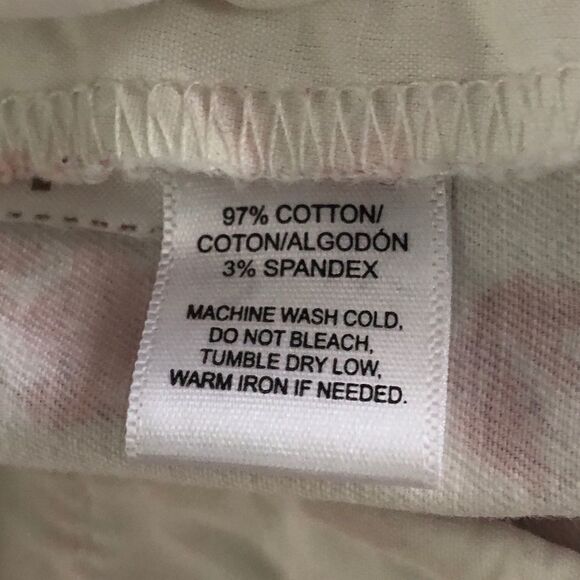 97% COTTON/
COTON/ALGODÓN
3% SPANDEX
MACHINE WASH COLD,
DO NOT BLEACH,
TUMBLE DRY LOW,
WARM IRON IF NEEDED.